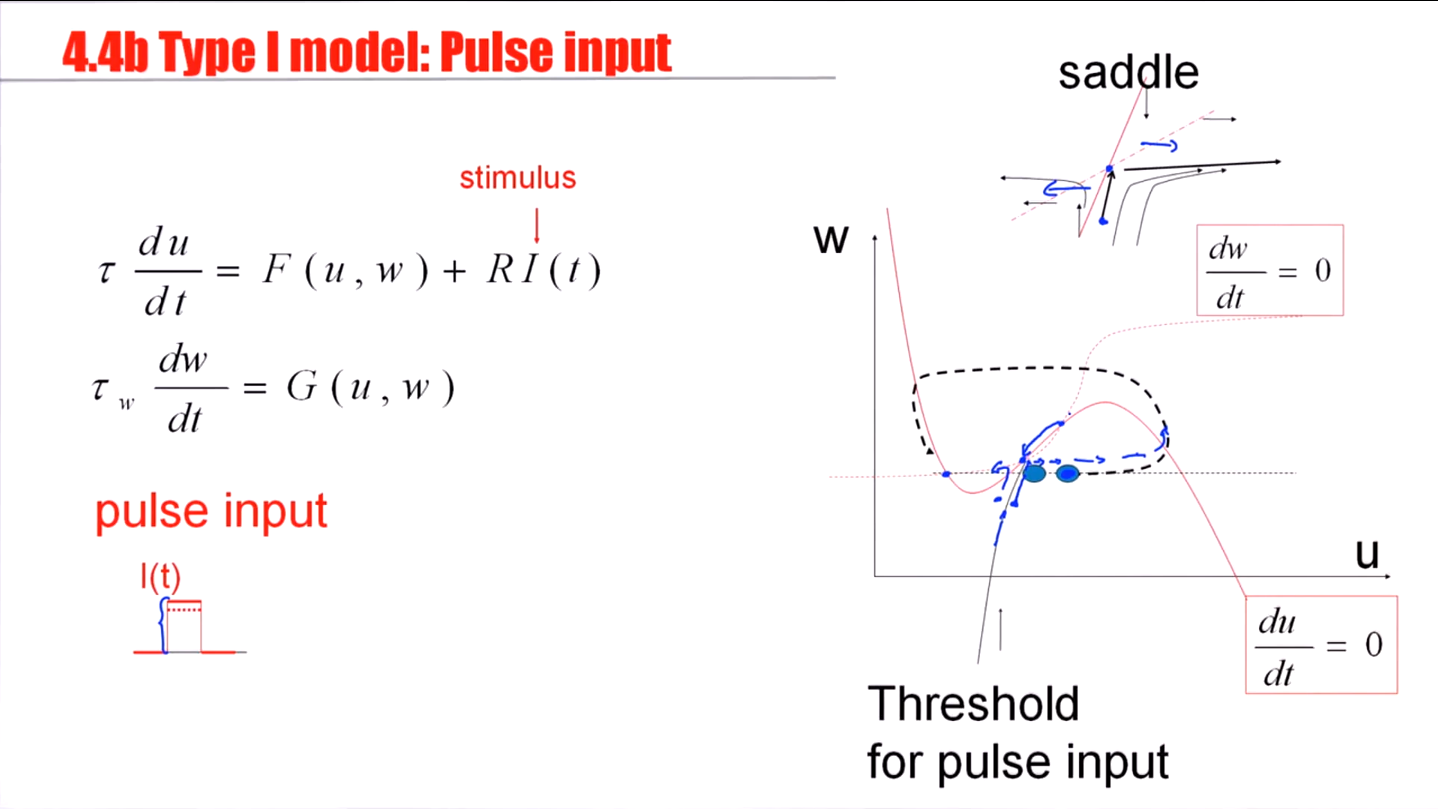 4.4b Type I model: Pulse input
stimulus
τ du/dt = F(u,w) + RI(t)
τ_w dw/dt = G(u,w)
pulse input
I(t)
saddle
w
dw/dt = 0
u
du/dt = 0
Threshold
for pulse input